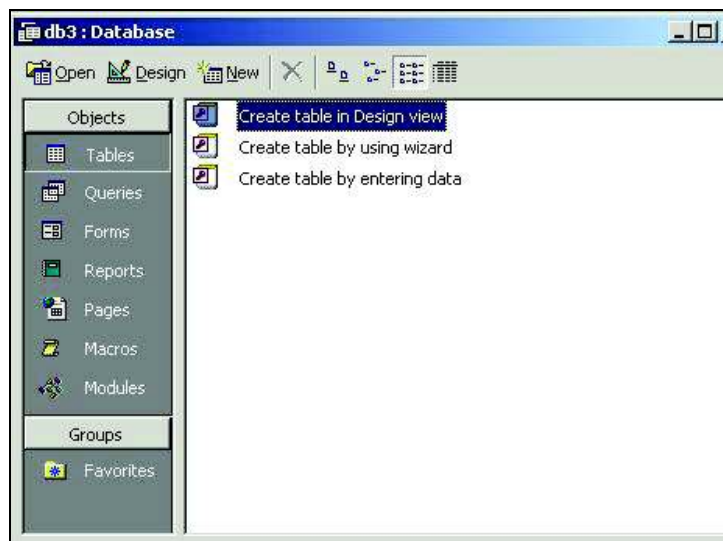 db3 : Database
Open Design New
Objects
Tables
Queries
Forms
Reports
Pages
Macros
Modules
Groups
Favorites
Create table in Design view
Create table by using wizard
Create table by entering data